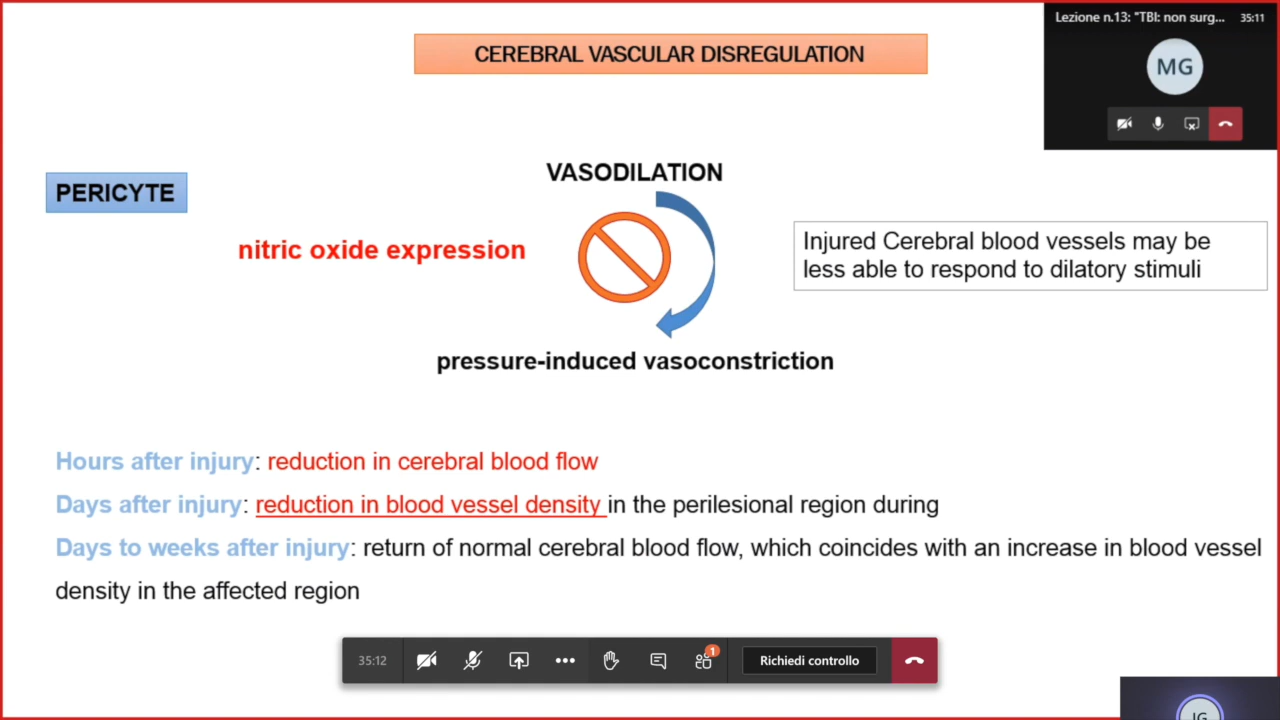 CEREBRAL VASCULAR DISREGULATION
Lezione n.13: "TBI: non surg...
35:11
MG
VASODILATION
PERICYTE
nitric oxide expression
Injured Cerebral blood vessels may be
less able to respond to dilatory stimuli
pressure-induced vasoconstriction
Hours after injury: reduction in cerebral blood flow
Days after injury: reduction in blood vessel density in the perilesional region during
Days to weeks after injury: return of normal cerebral blood flow, which coincides with an increase in blood vessel
density in the affected region
35:12
1
Richiedi controllo